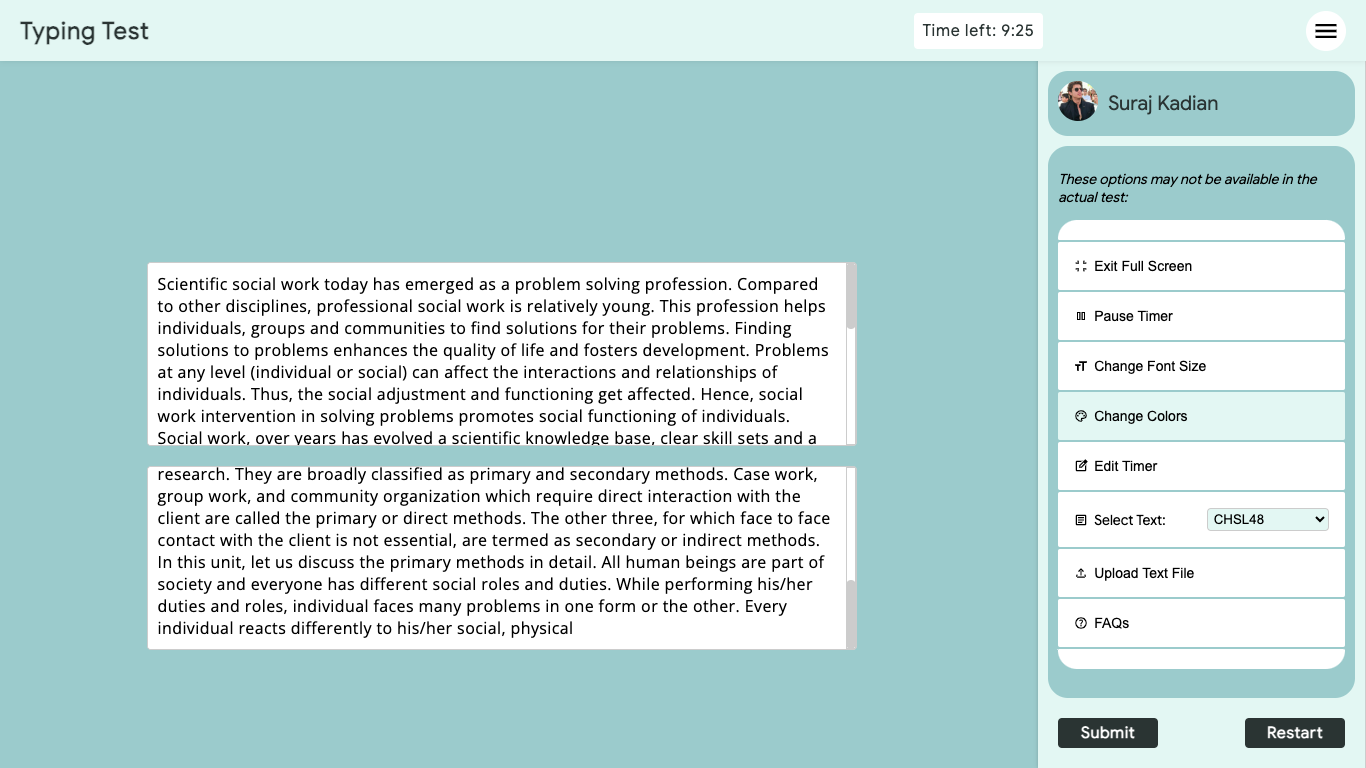 Typing Test
Time left: 9:25
Suraj Kadian
These options may not be available in the
actual test:
Exit Full Screen
Pause Timer
Change Font Size
Change Colors
Edit Timer
Select Text: CHSL48
Upload Text File
FAQs
Submit
Restart
Scientific social work today has emerged as a problem solving profession. Compared
to other disciplines, professional social work is relatively young. This profession helps
individuals, groups and communities to find solutions for their problems. Finding
solutions to problems enhances the quality of life and fosters development. Problems
at any level (individual or social) can affect the interactions and relationships of
individuals. Thus, the social adjustment and functioning get affected. Hence, social
work intervention in solving problems promotes social functioning of individuals.
Social work, over years has evolved a scientific knowledge base, clear skill sets and a
research. They are broadly classified as primary and secondary methods. Case work,
group work, and community organization which require direct interaction with the
client are called the primary or direct methods. The other three, for which face to face
contact with the client is not essential, are termed as secondary or indirect methods.
In this unit, let us discuss the primary methods in detail. All human beings are part of
society and everyone has different social roles and duties. While performing his/her
duties and roles, individual faces many problems in one form or the other. Every
individual reacts differently to his/her social, physical